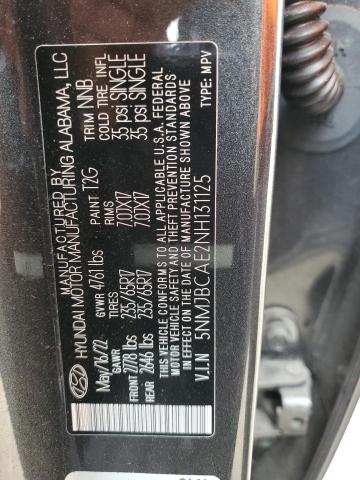 MANUFACTURED BY
HYUNDAI MOTOR MANUFACTURING ALABAMA, LLC
May/16/22 GVWR 4761 lbs PAINT T2G TRIM NNB
GAWR TIRES RIMS COLD TIRE INFL
FRONT 2778 lbs 235/65R17 7.0JX17 35 psi SINGLE
REAR 2646 lbs 235/65R17 7.0JX17 35 psi SINGLE
THIS VEHICLE CONFORMS TO ALL APPLICABLE U.S.A. FEDERAL
MOTOR VEHICLE SAFETY, BUMPER, AND THEFT PREVENTION
STANDARDS IN EFFECT ON THE DATE OF MANUFACTURE SHOWN ABOVE
V.I.N 5NMJBCAE2NH131125 TYPE: MPV